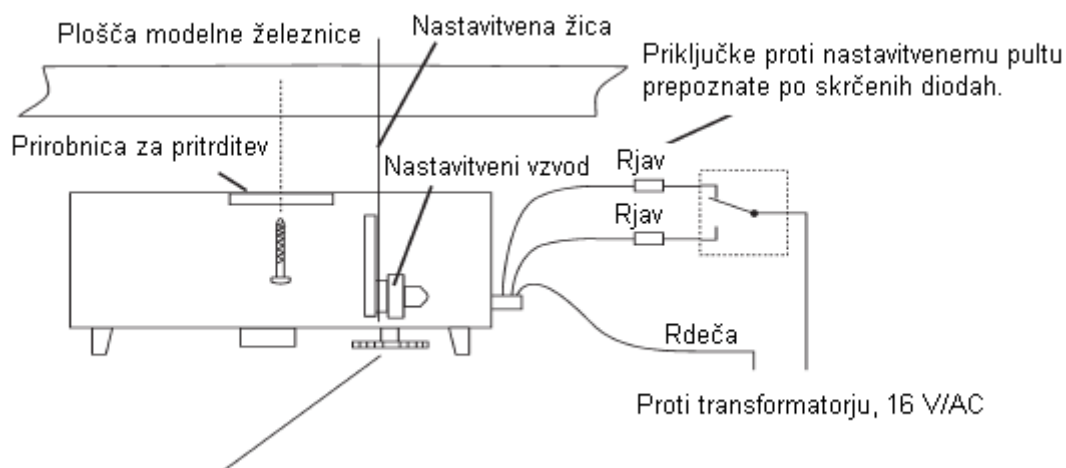 Plošča modelne železnice
Nastavitvena žica
Priključke proti nastavitvenemu pultu
prepoznate po skrčenih diodah.
Prirobnica za pritrditev
Nastavitveni vzvod
Rjav
Rjav
Rdeča
Proti transformatorju, 16 V/AC